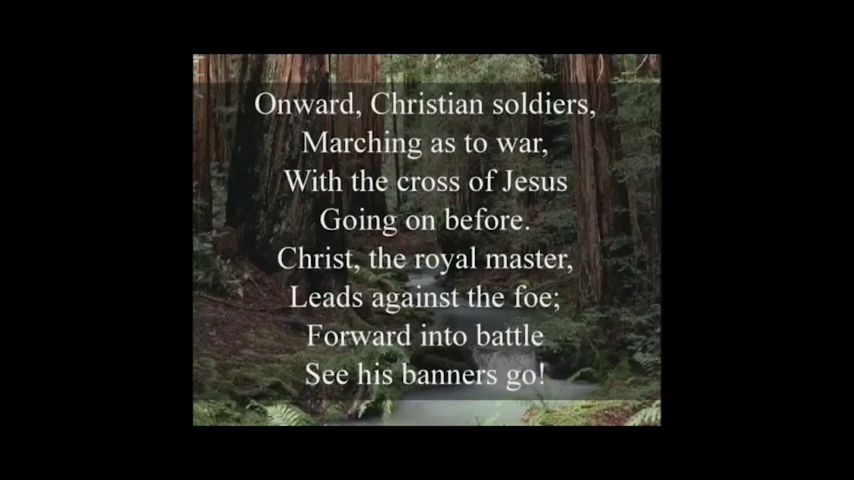 Onward, Christian soldiers,
Marching as to war,
With the cross of Jesus
Going on before.
Christ, the royal master,
Leads against the foe;
Forward into battle
See his banners go!